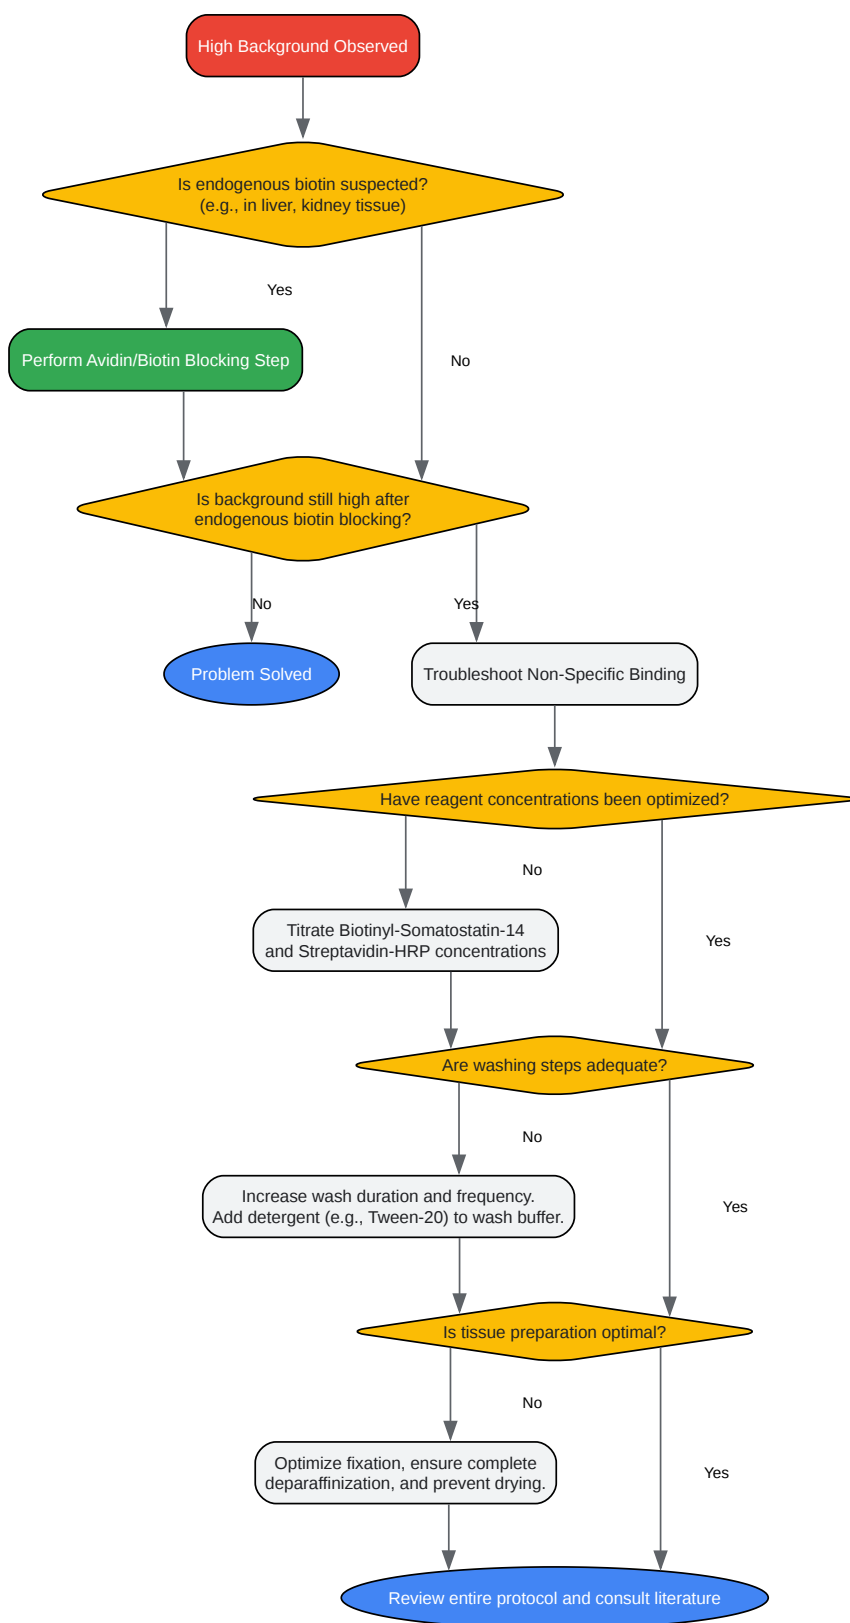 High Background Observed
Is endogenous biotin suspected?
(e.g., in liver, kidney tissue)
Yes
Perform Avidin/Biotin Blocking Step
No
Is background still high after
endogenous biotin blocking?
No
Yes
Problem Solved
Troubleshoot Non-Specific Binding
Have reagent concentrations been optimized?
No
Titrate Biotinyl-Somatostatin-14
and Streptavidin-HRP concentrations
Yes
Are washing steps adequate?
No
Increase wash duration and frequency.
Add detergent (e.g., Tween-20) to wash buffer.
Yes
Is tissue preparation optimal?
No
Optimize fixation, ensure complete
deparaffinization, and prevent drying.
Yes
Review entire protocol and consult literature